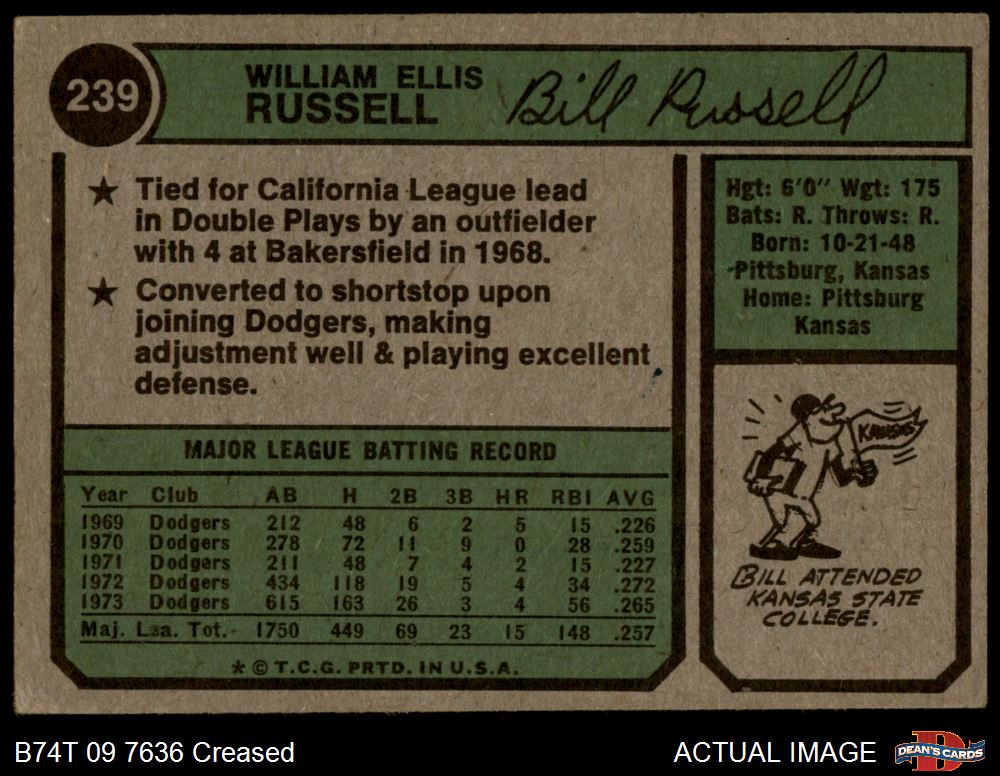 239
WILLIAM ELLIS
RUSSELL
Bill Russell
★ Tied for California League lead
in Double Plays by an outfielder
with 4 at Bakersfield in 1968.
★ Converted to shortstop upon
joining Dodgers, making
adjustment well & playing excellent
defense.
Hgt: 6'0" Wgt: 175
Bats: R. Throws: R.
Born: 10-21-48
Pittsburg, Kansas
Home: Pittsburg
Kansas
MAJOR LEAGUE BATTING RECORD
Year Club AB H 2B 3B HR RBI AVG
1969 Dodgers 212 48 6 2 5 15 .226
1970 Dodgers 278 72 11 9 0 28 .259
1971 Dodgers 211 48 7 4 2 15 .227
1972 Dodgers 434 118 19 5 4 34 .272
1973 Dodgers 615 163 26 3 4 56 .265
Maj. Lea. Tot. 1750 449 69 23 15 148 .257
* © T.C.G. PRTD. IN U.S.A.
KANSAS
BILL ATTENDED
KANSAS STATE
COLLEGE.
B74T 09 7636 Creased
ACTUAL IMAGE
DEAN'S CARDS